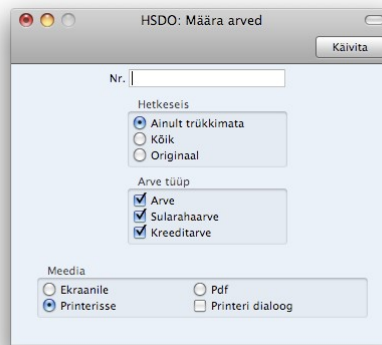 HSDO: Määra arved
Käivita
Nr.
Hetkeseis
Ainult trükkimata
Kõik
Originaal
Arve tüüp
Arve
Sularahaarve
Kreeditarve
Meedia
Ekraanile
Pdf
Printerisse
Printeri dialoog